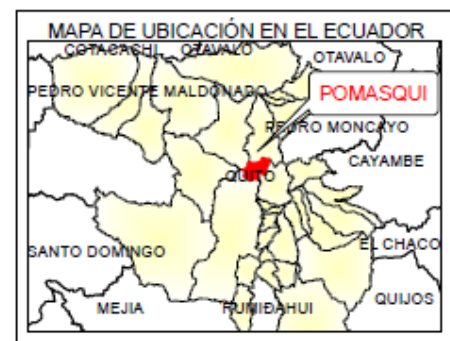 MAPA DE UBICACIÓN EN EL ECUADOR
COTACACHI OTAVALO OTAVALO
PEDRO VICENTE MALDONADO POMASQUI
PEDRO MONCAYO
CAYAMBE
QUITO
SANTO DOMINGO EL CHACO
MEJIA RUMIÐAHUI QUIJOS